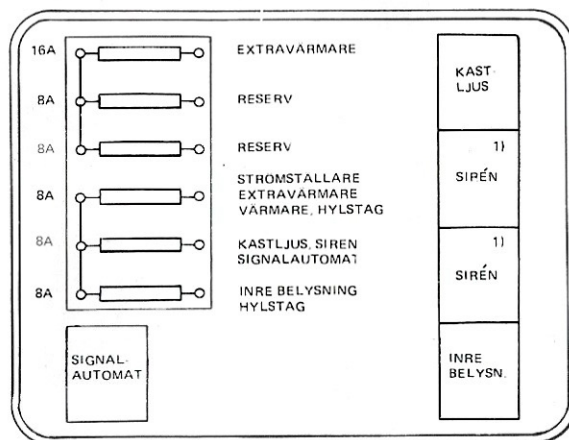 16A EXTRAVÄRMARE
8A RESERV
8A RESERV
8A STROMSTALLARE
EXTRAVÄRMARE
VÄRMARE, HYLSTAG
8A KASTLJUS, SIREN
SIGNALAUTOMAT
8A INRE BELYSNING
HYLSTAG
SIGNAL-
AUTOMAT
KAST-
LJUS
1)
SIRÉN
1)
SIRÉN
INRE
BELYSN.